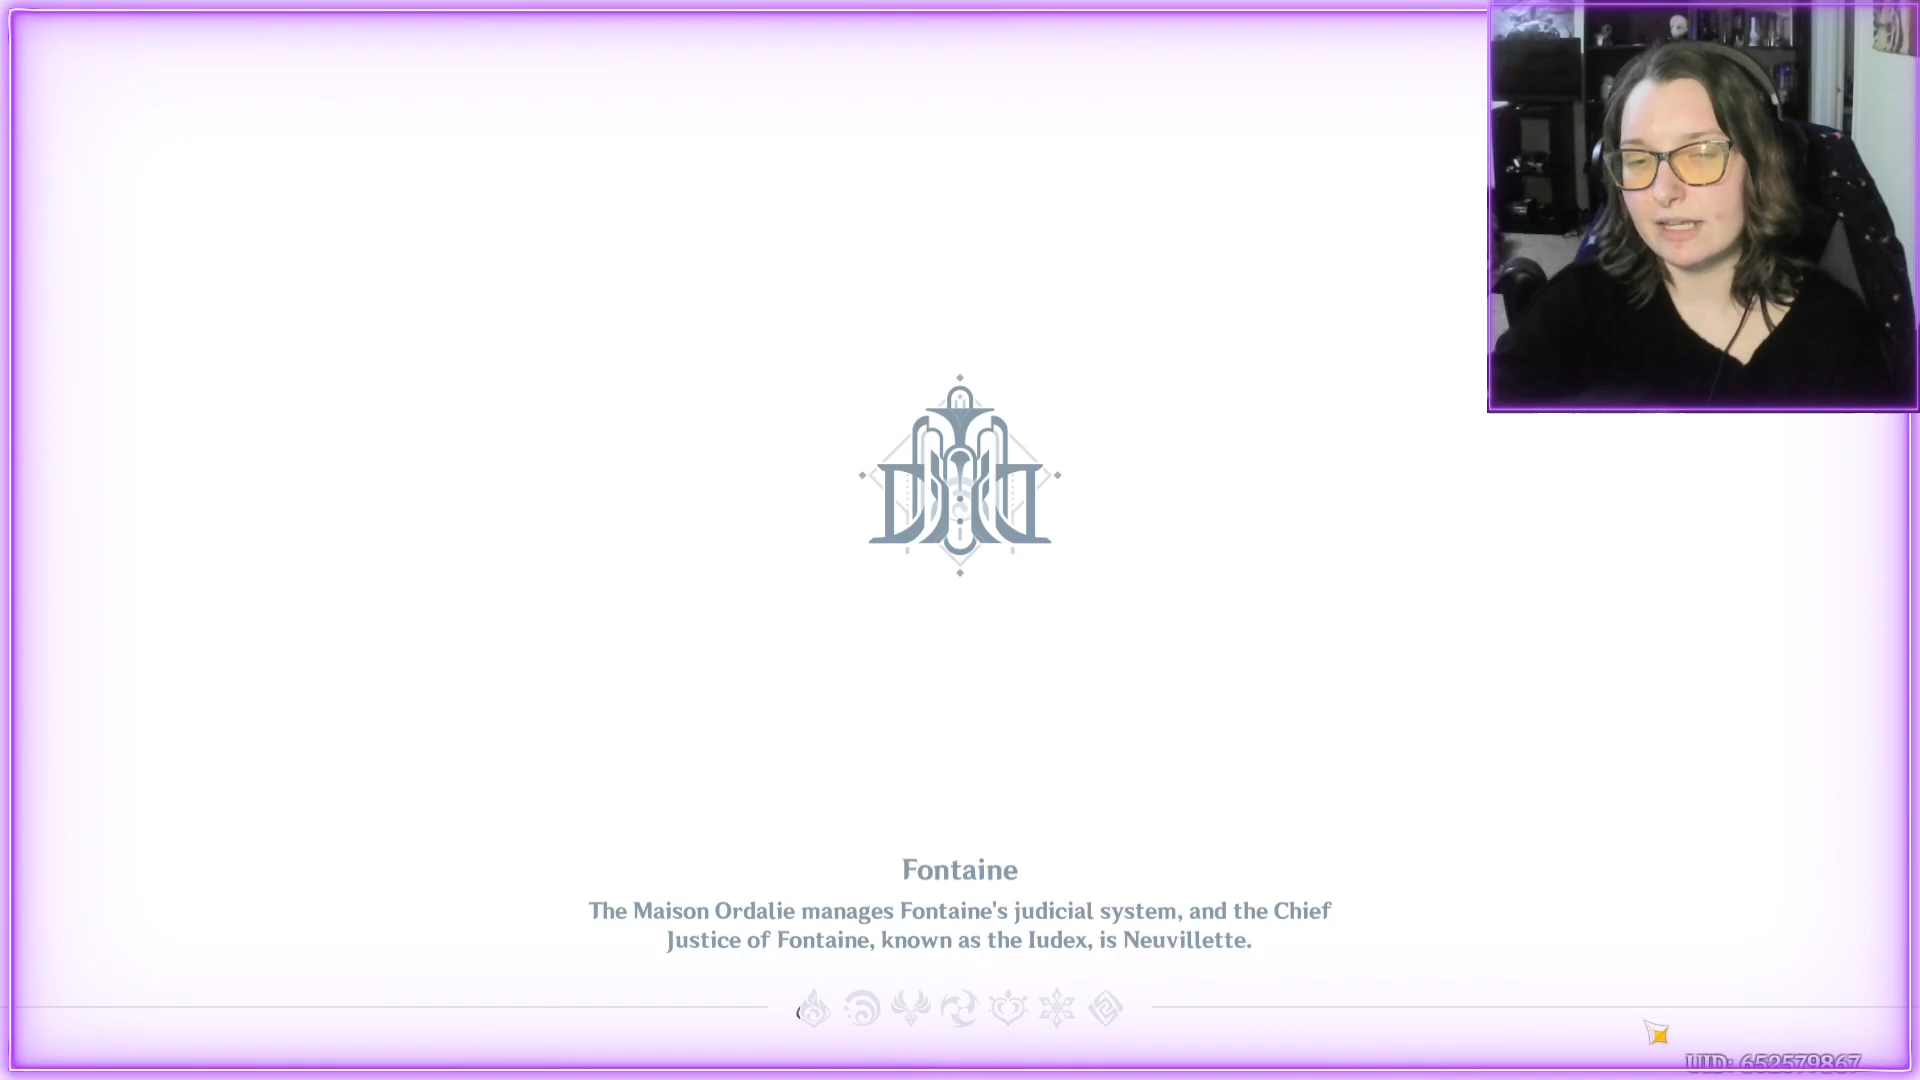 Fontaine
The Maison Ordalie manages Fontaine's judicial system, and the Chief
Justice of Fontaine, known as the Iudex, is Neuvillette.
UID: 652579867